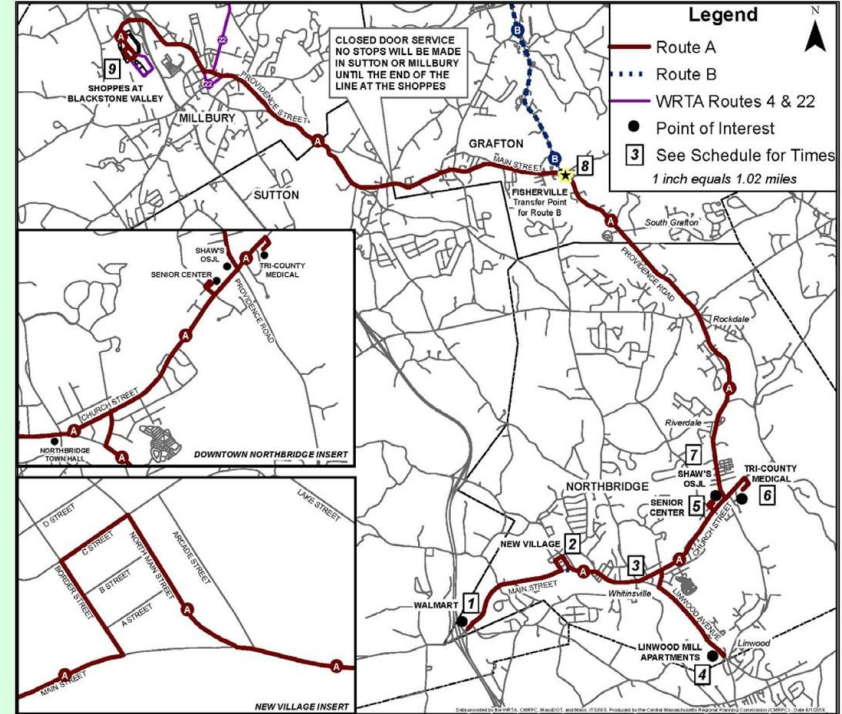 Legend
N
Route A
Route B
WRTA Routes 4 & 22
Point of Interest
3 See Schedule for Times
1 inch equals 1.02 miles
CLOSED DOOR SERVICE
NO STOPS WILL BE MADE
IN SUTTON OR MILLBURY
UNTIL THE END OF THE
LINE AT THE SHOPPES
A
9
SHOPPES AT
BLACKSTONE VALLEY
22
22
MILLBURY
PROVIDENCE STREET
A
SUTTON
GRAFTON
MAIN STREET
B
B
8
FISHERVILLE
Transfer Point
for Route B
A
South Grafton
PROVIDENCE ROAD
Rockdale
A
Riverdale
7
SHAW'S
OSJL
TRI-COUNTY
MEDICAL
6
5
SENIOR
CENTER
CHURCH STREET
NORTHBRIDGE
NEW VILLAGE
2
A
3
A
Whitinsville
MAIN STREET
WALMART
1
LINWOOD AVENUE
LINWOOD MILL
APARTMENTS
Linwood
4
SHAW'S
OSJL
SENIOR CENTER
A
TRI-COUNTY
MEDICAL
PROVIDENCE ROAD
A
CHURCH STREET
A
NORTHBRIDGE
TOWN HALL
A
DOWNTOWN NORTHBRIDGE INSERT
LAKE STREET
D STREET
C STREET
NORTH MAIN STREET
ARCADE STREET
BORDER STREET
B STREET
A STREET
A
A
MAIN STREET
A
NEW VILLAGE INSERT